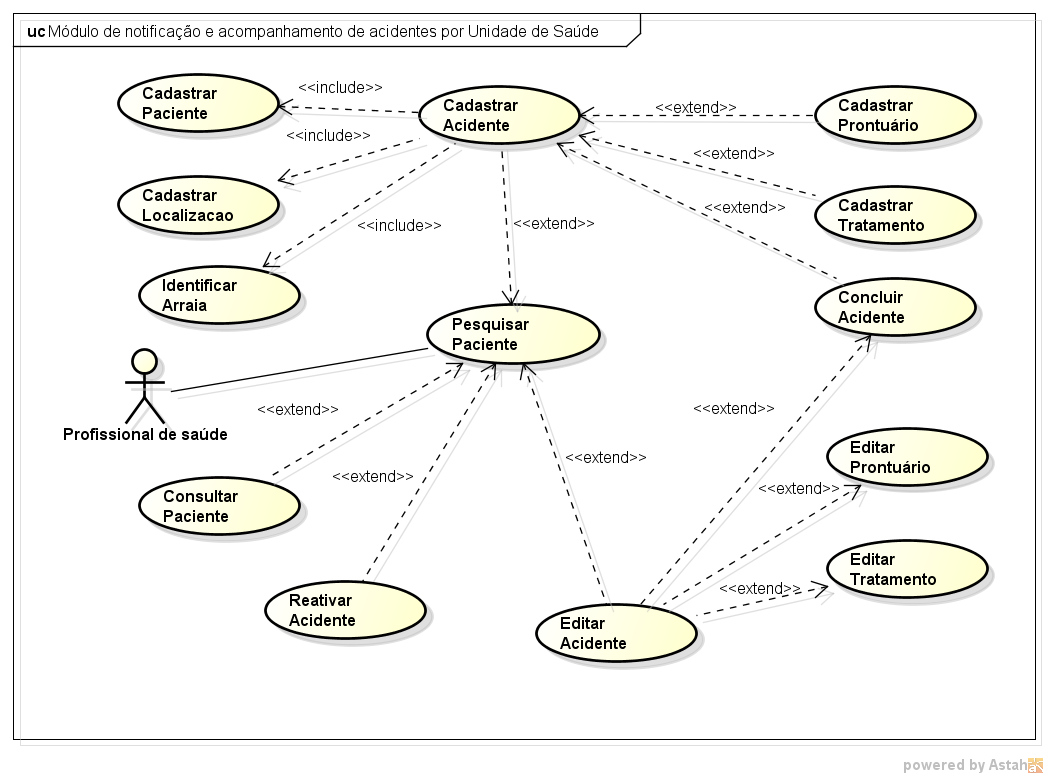 uc Módulo de notificação e acompanhamento de acidentes por Unidade de Saúde
Cadastrar
Paciente
<<include>>
Cadastrar
Acidente
<<extend>>
Cadastrar
Prontuário
<<include>>
<<extend>>
Cadastrar
Localizacao
<<include>>
<<extend>>
<<extend>>
Cadastrar
Tratamento
Identificar
Arraia
Concluir
Acidente
Pesquisar
Paciente
Profissional de saúde
<<extend>>
<<extend>>
<<extend>>
<<extend>>
Editar
Prontuário
<<extend>>
Consultar
Paciente
Editar
Tratamento
<<extend>>
Reativar
Acidente
Editar
Acidente
powered by Astah